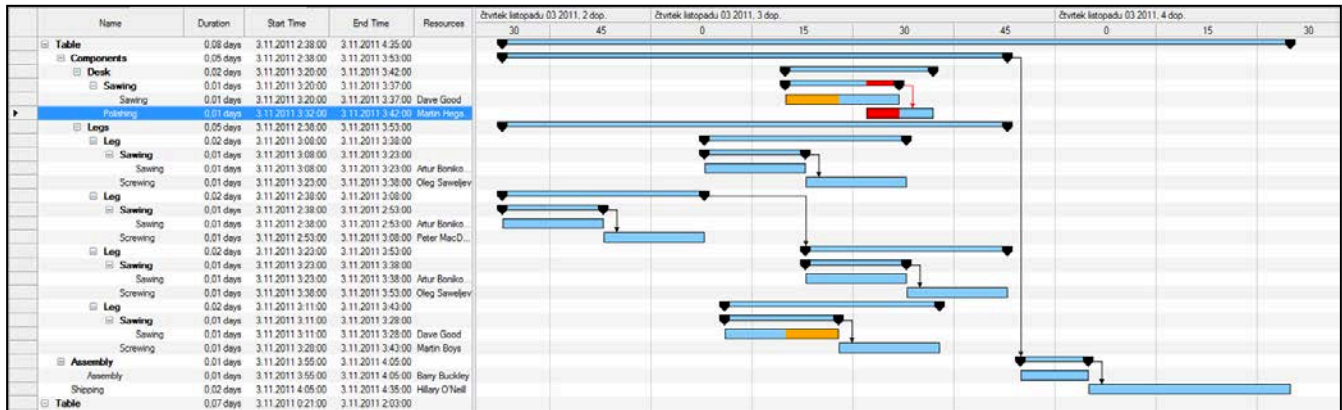 Name Duration Start Time End Time Resources čtvrtek listopadu 03 2011, 2 dop. čtvrtek listopadu 03 2011, 3 dop. čtvrtek listopadu 03 2011, 4 dop.
30 45 0 15 30 45 0 15 30
Table 0,08 days 3.11.2011 2:38:00 3.11.2011 4:35:00
Components 0,05 days 3.11.2011 2:38:00 3.11.2011 3:53:00
Desk 0,02 days 3.11.2011 3:20:00 3.11.2011 3:42:00
Sawing 0,01 days 3.11.2011 3:20:00 3.11.2011 3:37:00
Sawing 0,01 days 3.11.2011 3:20:00 3.11.2011 3:37:00 Dave Good
Polishing 0,01 days 3.11.2011 3:32:00 3.11.2011 3:42:00 Martin Hega...
Legs 0,05 days 3.11.2011 2:38:00 3.11.2011 3:53:00
Leg 0,02 days 3.11.2011 3:08:00 3.11.2011 3:38:00
Sawing 0,01 days 3.11.2011 3:08:00 3.11.2011 3:23:00
Sawing 0,01 days 3.11.2011 3:08:00 3.11.2011 3:23:00 Artur Boniko...
Screwing 0,01 days 3.11.2011 3:23:00 3.11.2011 3:38:00 Oleg Saweljev
Leg 0,02 days 3.11.2011 2:38:00 3.11.2011 3:08:00
Sawing 0,01 days 3.11.2011 2:38:00 3.11.2011 2:53:00
Sawing 0,01 days 3.11.2011 2:38:00 3.11.2011 2:53:00 Artur Boniko...
Screwing 0,01 days 3.11.2011 2:53:00 3.11.2011 3:08:00 Peter MacD...
Leg 0,02 days 3.11.2011 3:23:00 3.11.2011 3:53:00
Sawing 0,01 days 3.11.2011 3:23:00 3.11.2011 3:38:00
Sawing 0,01 days 3.11.2011 3:23:00 3.11.2011 3:38:00 Artur Boniko...
Screwing 0,01 days 3.11.2011 3:38:00 3.11.2011 3:53:00 Oleg Saweljev
Leg 0,02 days 3.11.2011 3:11:00 3.11.2011 3:43:00
Sawing 0,01 days 3.11.2011 3:11:00 3.11.2011 3:28:00
Sawing 0,01 days 3.11.2011 3:11:00 3.11.2011 3:28:00 Dave Good
Screwing 0,01 days 3.11.2011 3:28:00 3.11.2011 3:43:00 Martin Boys
Assembly 0,01 days 3.11.2011 3:55:00 3.11.2011 4:05:00
Assembly 0,01 days 3.11.2011 3:55:00 3.11.2011 4:05:00 Barry Buckley
Shipping 0,02 days 3.11.2011 4:05:00 3.11.2011 4:35:00 Hillary O'Neill
Table 0,07 days 3.11.2011 0:21:00 3.11.2011 2:03:00